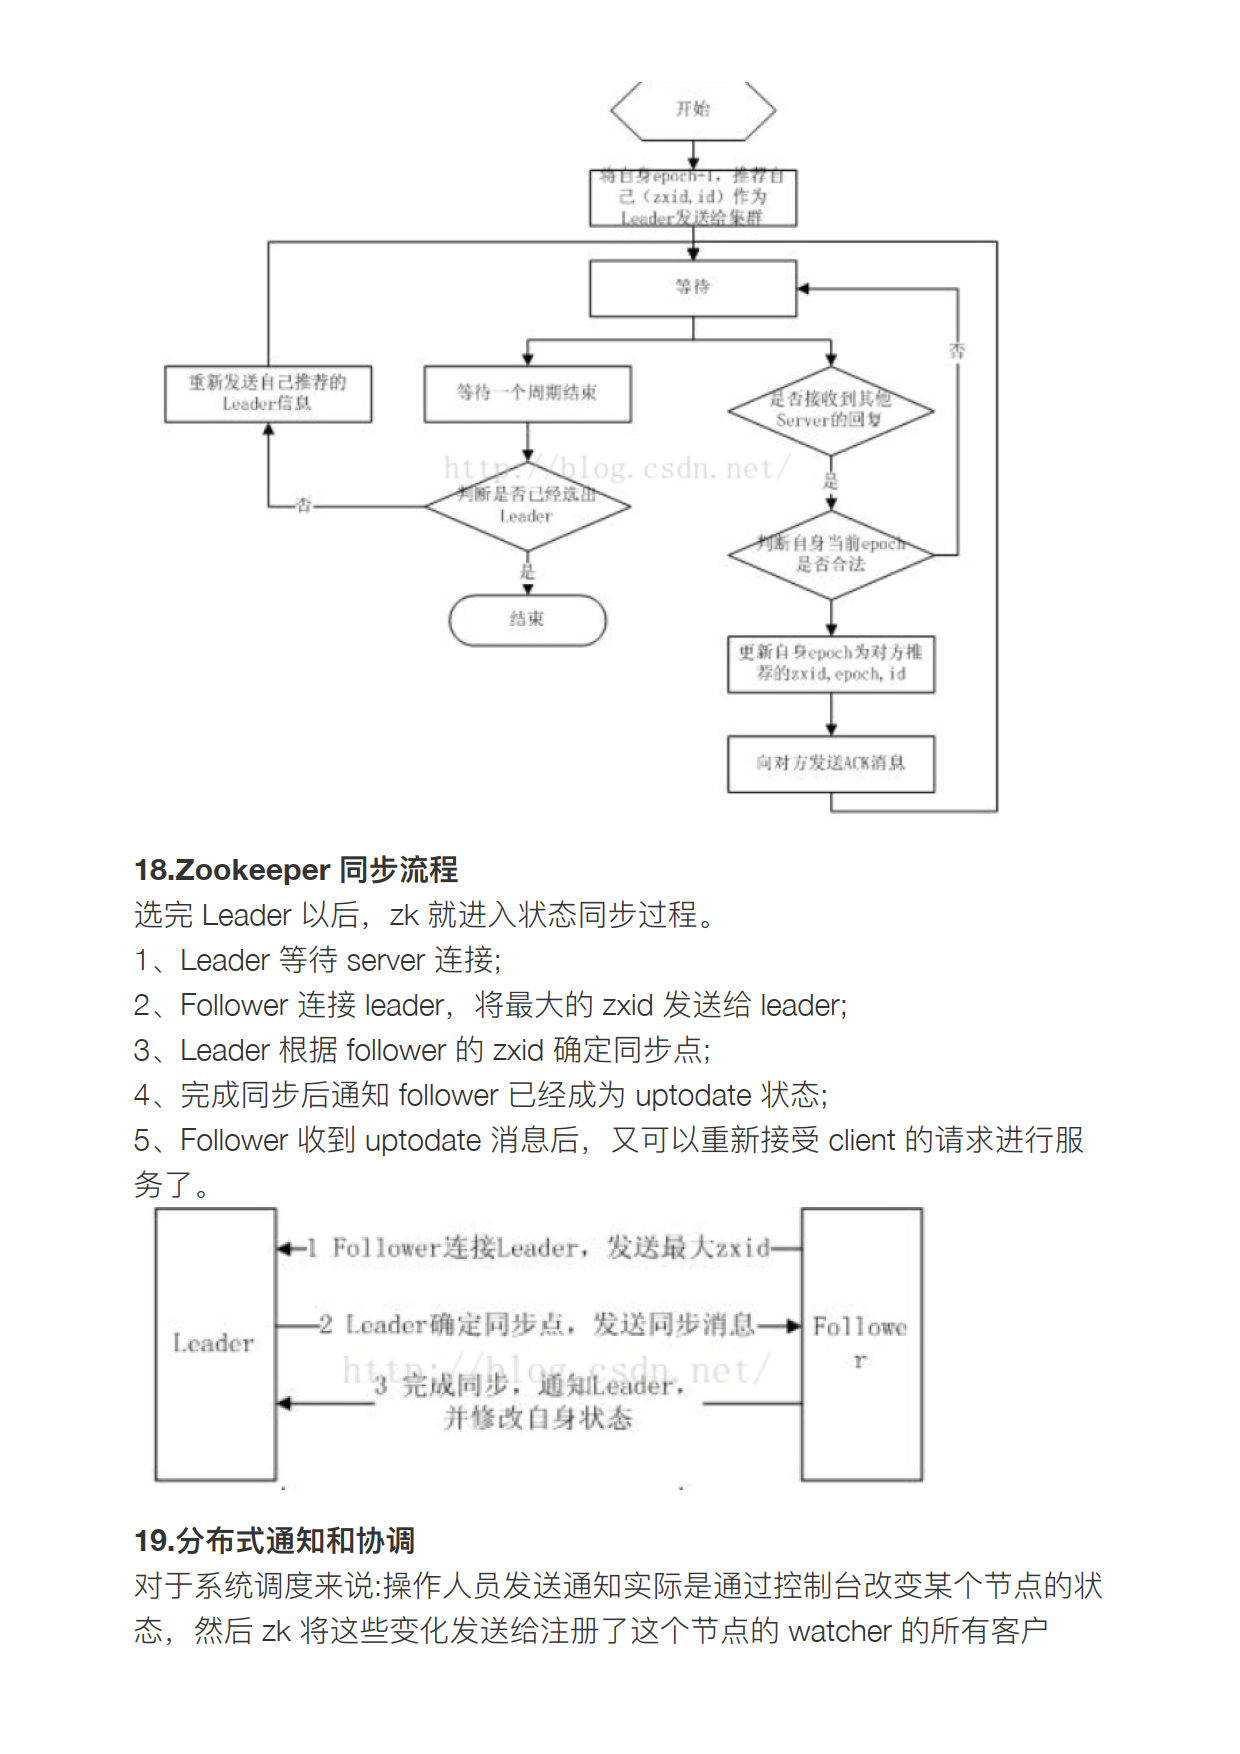 开始
将自身epoch+1，推荐自
己（zxid,id）作为
Leader发送给集群
等待
否
重新发送自己推荐的
Leader信息
等待一个周期结束
是否接收到其他
Server的回复
http://blog.csdn.net/
是
判断是否已经选出
Leader
否
判断自身当前epoch
是否合法
是
结束
更新自身epoch为对方推
荐的zxid,epoch,id
向对方发送ACK消息
18.Zookeeper 同步流程
选完 Leader 以后，zk 就进入状态同步过程。
1、Leader 等待 server 连接;
2、Follower 连接 leader，将最大的 zxid 发送给 leader;
3、Leader 根据 follower 的 zxid 确定同步点;
4、完成同步后通知 follower 已经成为 uptodate 状态;
5、Follower 收到 uptodate 消息后，又可以重新接受 client 的请求进行服
务了。
1 Follower连接Leader，发送最大zxid
2 Leader确定同步点，发送同步消息
Leader
Followe
r
http://blog.csdn.net/
3 完成同步，通知Leader，
并修改自身状态
19.分布式通知和协调
对于系统调度来说:操作人员发送通知实际是通过控制台改变某个节点的状
态，然后 zk 将这些变化发送给注册了这个节点的 watcher 的所有客户